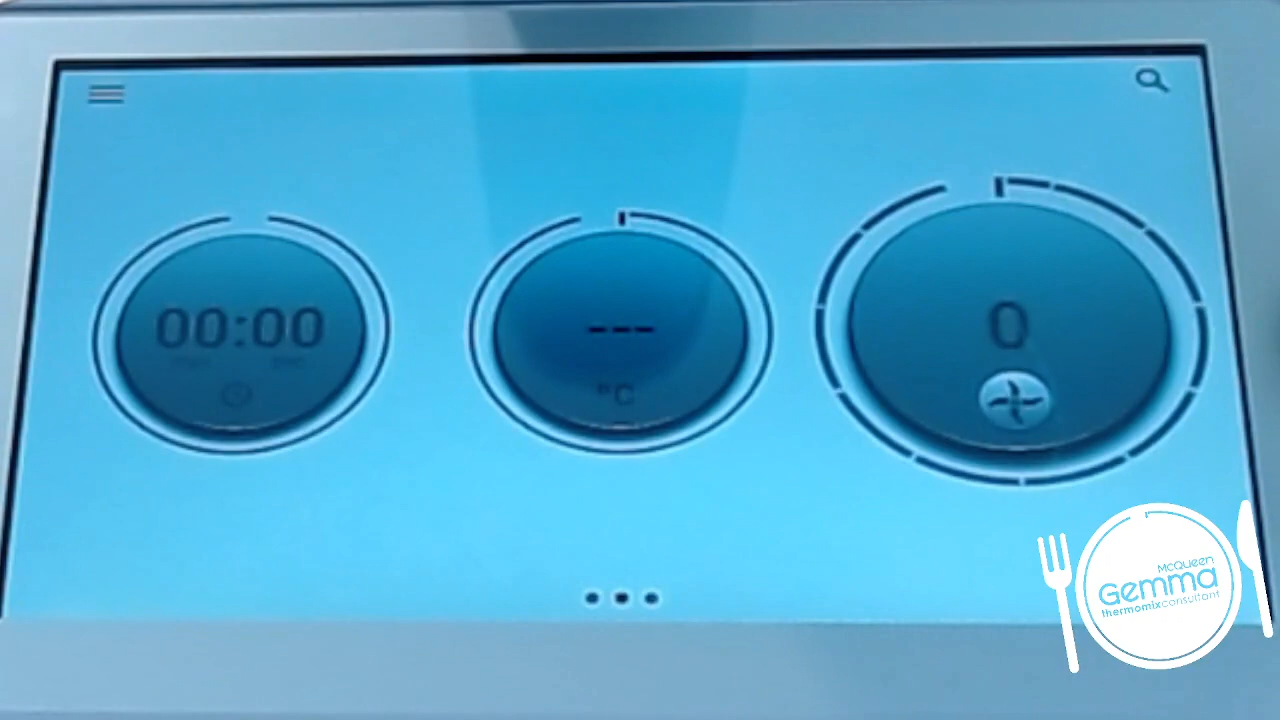 00:00
---
°C
0
McQueen
Gemma
thermomixconsultant